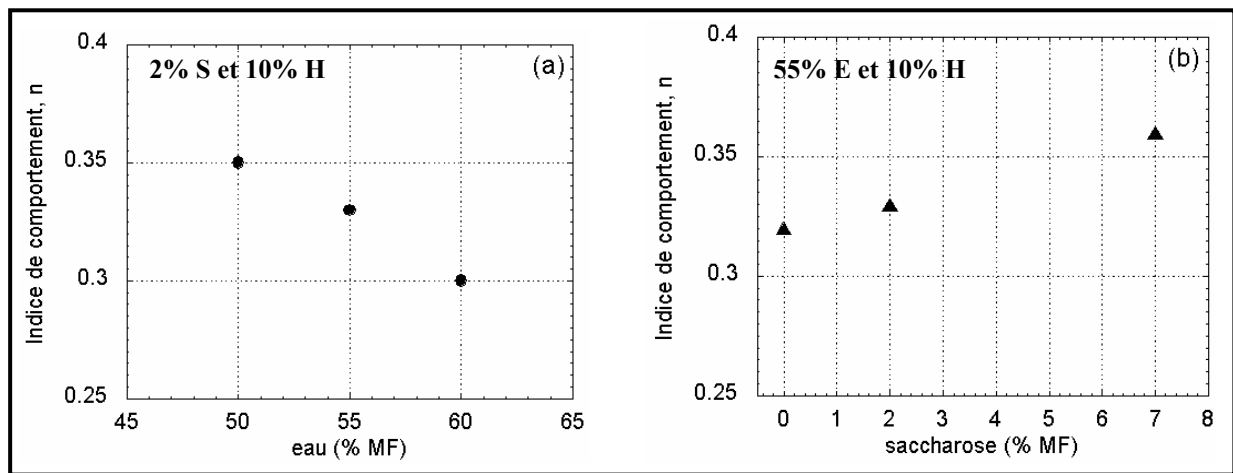 2% S et 10% H
(a)
Indice de comportement, n
0.4
0.35
0.3
0.25
45 50 55 60 65
eau (% MF)
55% E et 10% H
(b)
Indice de comportement, n
0.4
0.35
0.3
0.25
0 1 2 3 4 5 6 7 8
saccharose (% MF)